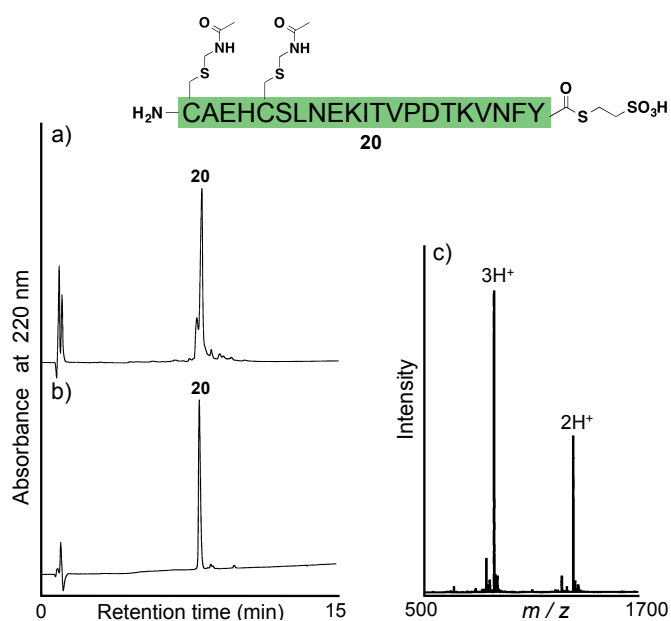 O O
NH NH
S S
H₂N CAEHCSLNEKITVPDTKVNFY O S SO₃H
20
a)
20
b)
20
Absorbance at 220 nm
0 Retention time (min) 15
c)
3H⁺
2H⁺
Intensity
500 m / z 1700